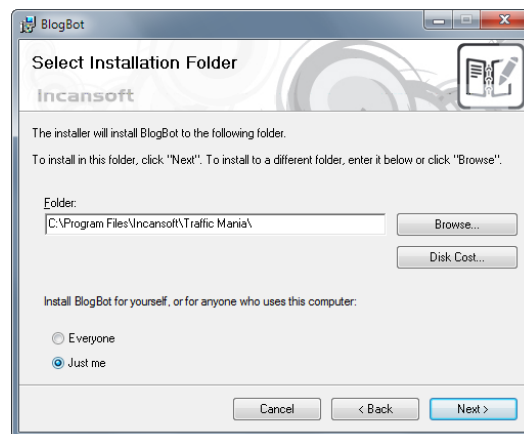 BlogBot
Select Installation Folder
Incansoft
The installer will install BlogBot to the following folder.
To install in this folder, click "Next". To install to a different folder, enter it below or click "Browse".
Folder:
C:\Program Files\Incansoft\Traffic Mania\
Browse...
Disk Cost...
Install BlogBot for yourself, or for anyone who uses this computer:
Everyone
Just me
Cancel
< Back
Next >